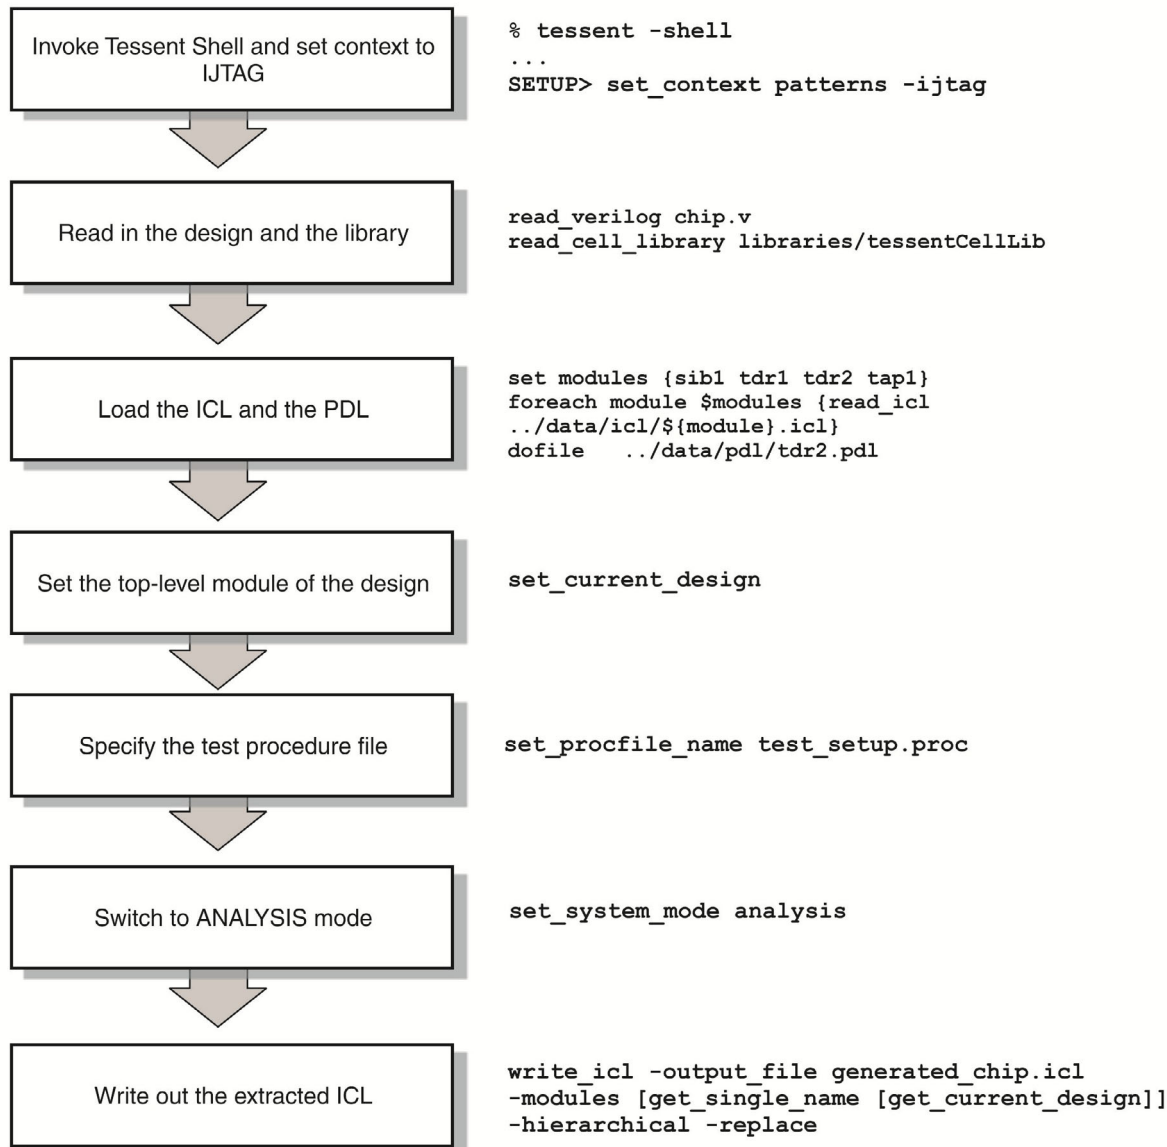 Invoke Tessent Shell and set context to
IJTAG
% tessent -shell
...
SETUP> set_context patterns -ijtag
Read in the design and the library
read_verilog chip.v
read_cell_library libraries/tessentCellLib
Load the ICL and the PDL
set modules {sib1 tdr1 tdr2 tap1}
foreach module $modules {read_icl
../data/icl/${module}.icl}
dofile   ../data/pdl/tdr2.pdl
Set the top-level module of the design
set_current_design
Specify the test procedure file
set_procfile_name test_setup.proc
Switch to ANALYSIS mode
set_system_mode analysis
Write out the extracted ICL
write_icl -output_file generated_chip.icl
-modules [get_single_name [get_current_design]]
-hierarchical -replace